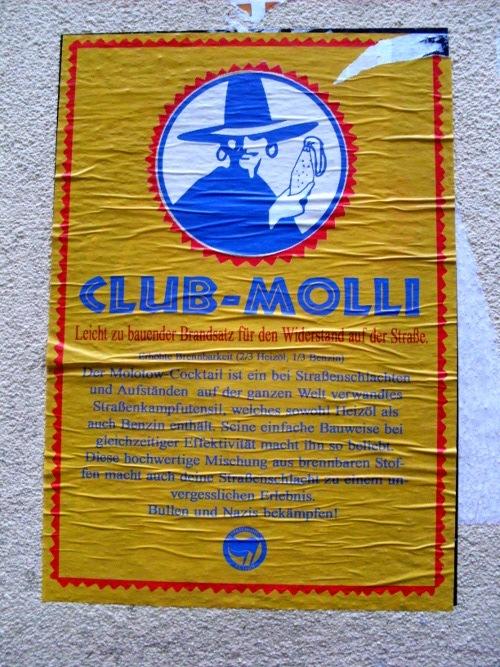 CLUB-MOLLI
Leicht zu bauender Brandsatz für den Widerstand auf der Straße.
Erhöhte Brennbarkeit (2/3 Heizöl, 1/3 Benzin)
Der Molotow-Cocktail ist ein bei Straßenschlachten
und Aufständen auf der ganzen Welt verwandtes
Straßenkampfutensil, welches sowohl Heizöl als
auch Benzin enthält. Seine einfache Bauweise bei
gleichzeitiger Effektivität macht ihn so beliebt.
Diese hochwertige Mischung aus brennbaren Stof-
fen macht auch deine Straßenschlacht zu einem un-
vergesslichen Erlebnis.
Bullen und Nazis bekämpfen!